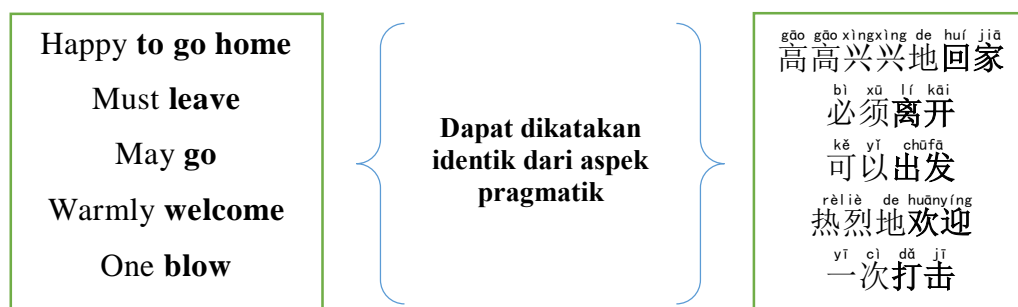 Happy to go home
Must leave
May go
Warmly welcome
One blow
Dapat dikatakan
identik dari aspek
pragmatik
gāo gāo xìngxìng de huí jiā
高高兴兴地回家
bì xū lí kāi
必须离开
kě yǐ chūfā
可以出发
rèliè de huānyíng
热烈地欢迎
yī cì dǎ jī
一次打击